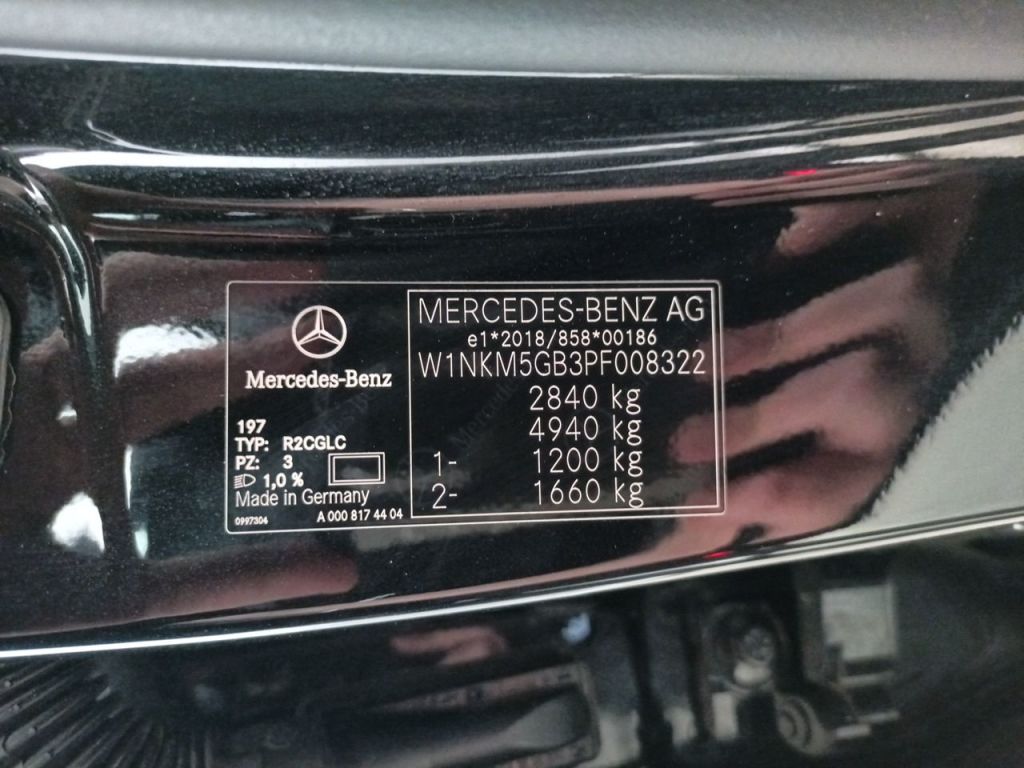 Mercedes-Benz
197
TYP: R2CGLC
PZ: 3
1,0 %
Made in Germany
0997304 A 000 817 44 04
MERCEDES-BENZ AG
e1*2018/858*00186
W1NKM5GB3PF008322
2840 kg
4940 kg
1- 1200 kg
2- 1660 kg